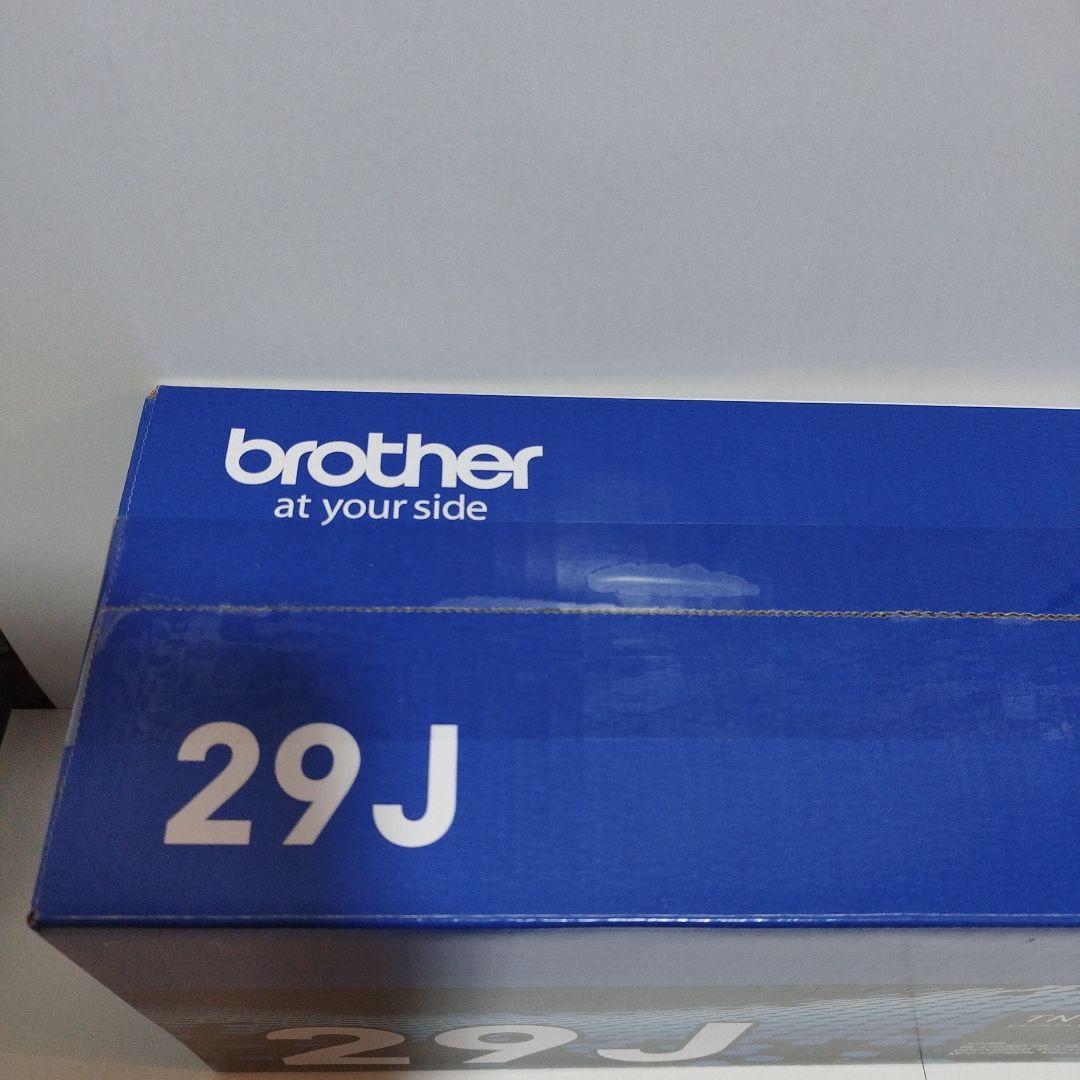 brother
at your side
29J
29J